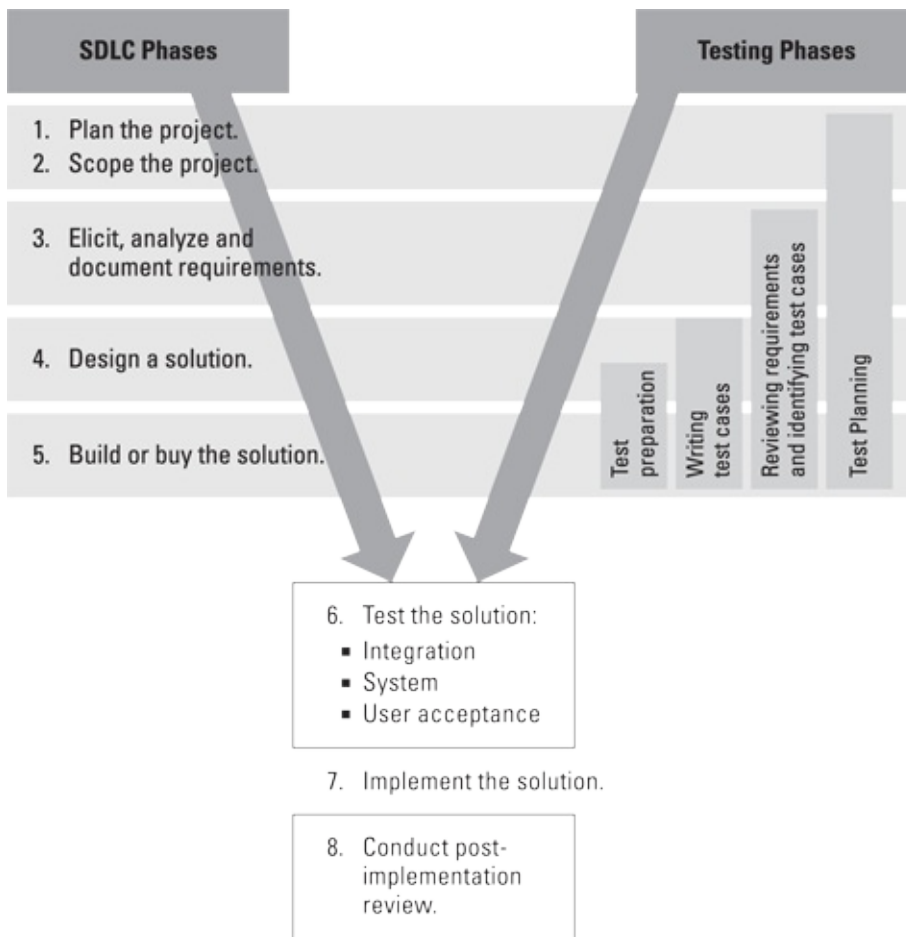 SDLC Phases
Testing Phases
1. Plan the project.
2. Scope the project.
3. Elicit, analyze and
document requirements.
4. Design a solution.
5. Build or buy the solution.
Test
preparation
Writing
test cases
Reviewing requirements
and identifying test cases
Test Planning
6. Test the solution:
▪ Integration
▪ System
▪ User acceptance
7. Implement the solution.
8. Conduct post-
implementation
review.